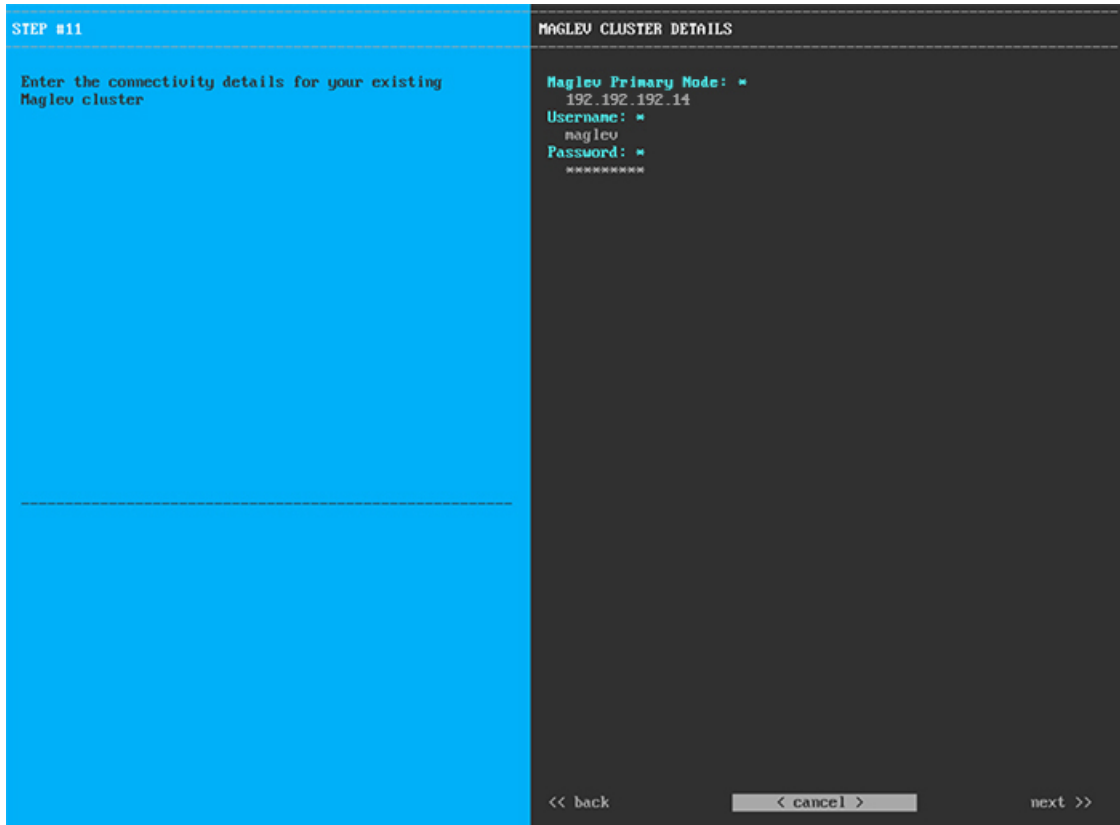 STEP #11
Enter the connectivity details for your existing
Maglev cluster
MAGLEV CLUSTER DETAILS
Maglev Primary Node: *
192.192.192.14
Username: *
maglev
Password: *
*********
<< back
< cancel >
next >>